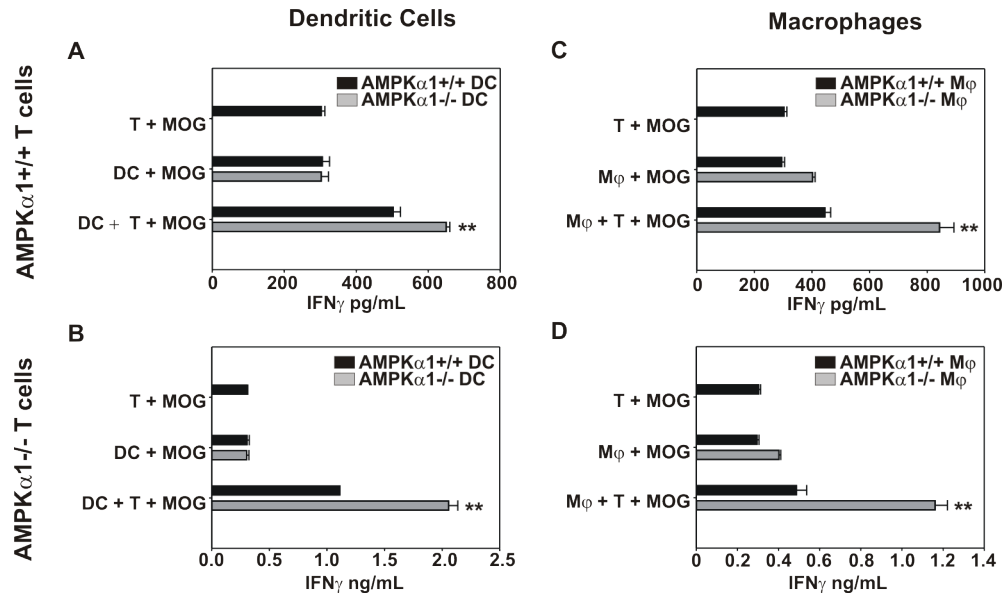 Dendritic Cells
Macrophages
AMPKα1+/+ T cells
A
AMPKα1+/+ DC
AMPKα1-/- DC
T + MOG
DC + MOG
DC + T + MOG
**
0 200 400 600 800
IFNγ pg/mL
C
AMPKα1+/+ Mφ
AMPKα1-/- Mφ
T + MOG
Mφ + MOG
Mφ + T + MOG
**
0 200 400 600 800 1000
IFNγ pg/mL
AMPKα1-/- T cells
B
AMPKα1+/+ DC
AMPKα1-/- DC
T + MOG
DC + MOG
DC + T + MOG
**
0.0 0.5 1.0 1.5 2.0 2.5
IFNγ ng/mL
D
AMPKα1+/+ Mφ
AMPKα1-/- Mφ
T + MOG
Mφ + MOG
Mφ + T + MOG
**
0 0.2 0.4 0.6 0.8 1.0 1.2 1.4
IFNγ ng/mL